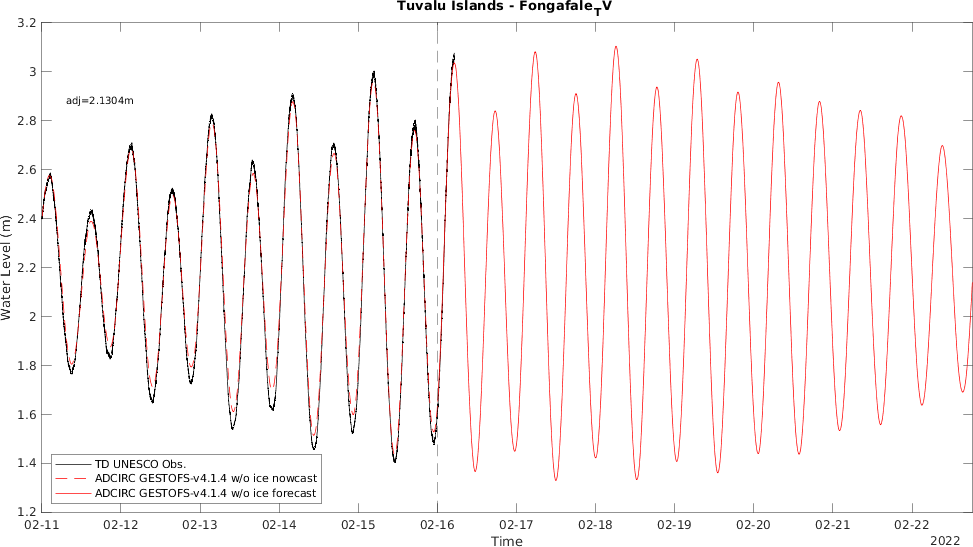 Tuvalu Islands - Fongafale_TV
adj=2.1304m
Water Level (m)
3.2
3
2.8
2.6
2.4
2.2
2
1.8
1.6
1.4
1.2
TD UNESCO Obs.
ADCIRC GESTOFS-v4.1.4 w/o ice nowcast
ADCIRC GESTOFS-v4.1.4 w/o ice forecast
02-11 02-12 02-13 02-14 02-15 02-16 02-17 02-18 02-19 02-20 02-21 02-22
Time
2022